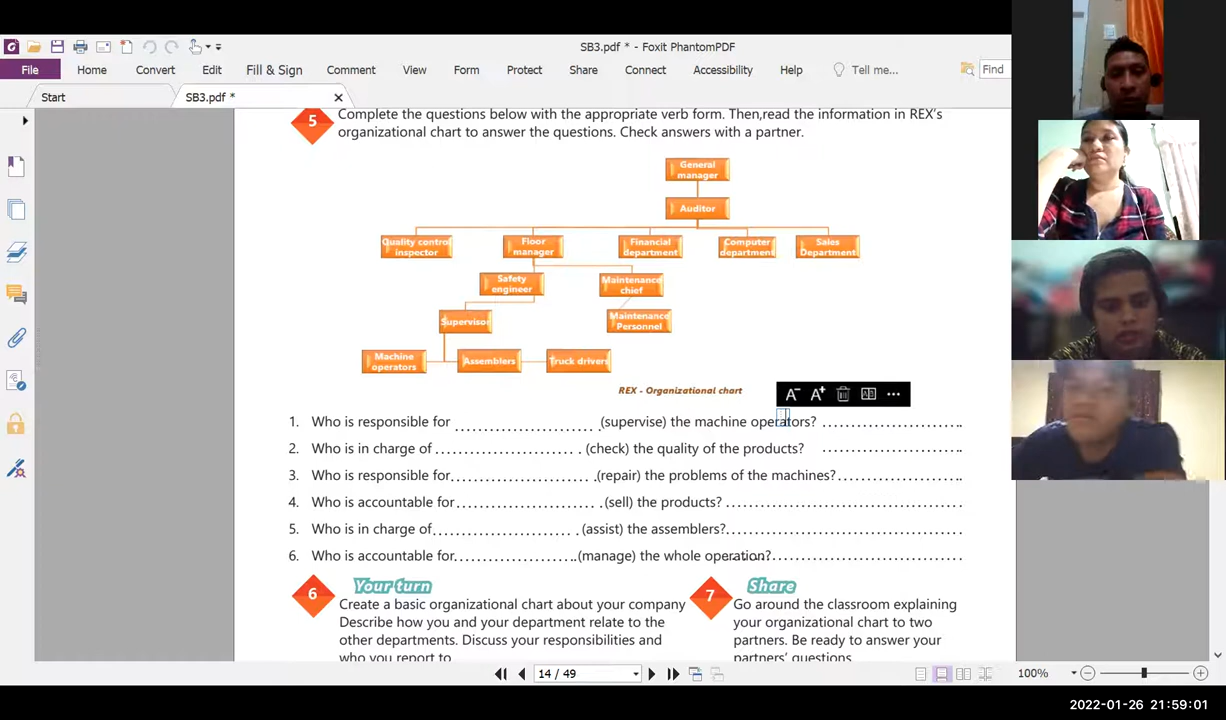 SB3.pdf * - Foxit PhantomPDF
File Home Convert Edit Fill & Sign Comment View Form Protect Share Connect Accessibility Help Tell me... Find
Start SB3.pdf *
5 Complete the questions below with the appropriate verb form. Then,read the information in REX's
organizational chart to answer the questions. Check answers with a partner.
General
manager
Auditor
Quality control
inspector
Floor
manager
Financial
department
Computer
department
Sales
Department
Safety
engineer
Maintenance
chief
Supervisor
Maintenance
Personnel
Machine
operators
Assemblers
Truck drivers
REX - Organizational chart
1. Who is responsible for ........................ (supervise) the machine operators? ........................
2. Who is in charge of ........................ (check) the quality of the products? ........................
3. Who is responsible for........................ (repair) the problems of the machines? ........................
4. Who is accountable for ........................ (sell) the products? ........................
5. Who is in charge of........................ (assist) the assemblers?........................
6. Who is accountable for........................ (manage) the whole operation?........................
6 Your turn
Create a basic organizational chart about your company
Describe how you and your department relate to the
other departments. Discuss your responsibilities and
who you report to
7 Share
Go around the classroom explaining
your organizational chart to two
partners. Be ready to answer your
partners' questions
14 / 49
100%
2022-01-26 21:59:01